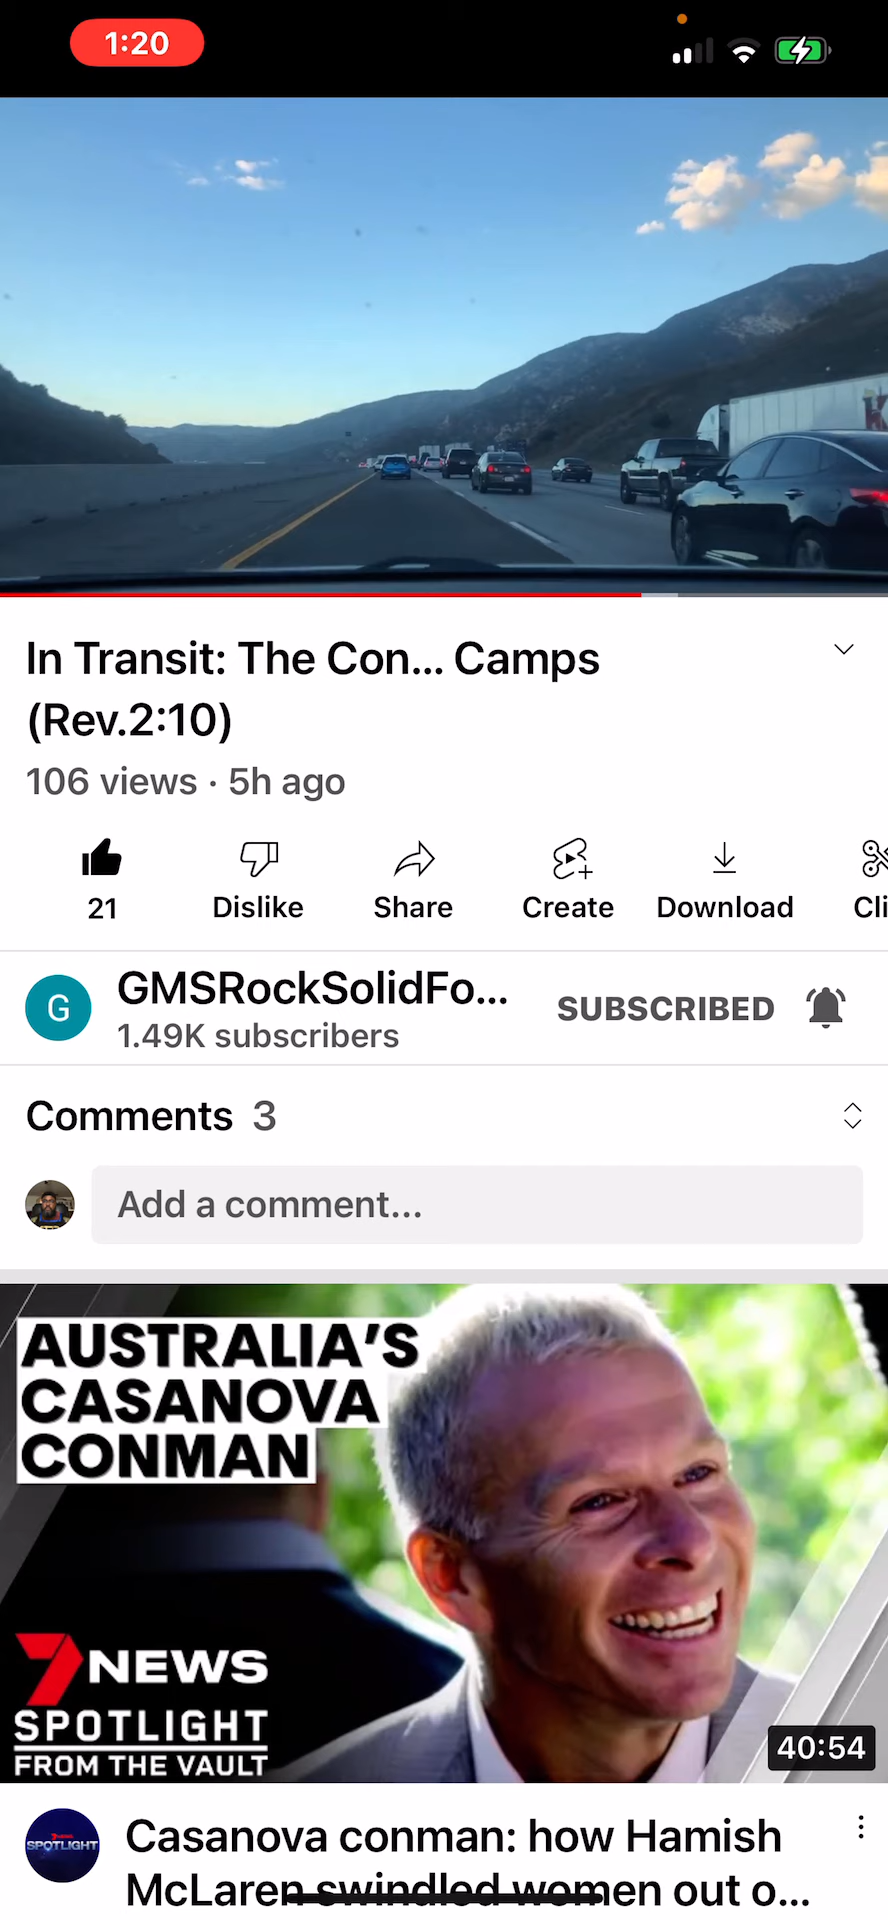 1:20
In Transit: The Con... Camps
(Rev.2:10)
106 views · 5h ago
21
Dislike
Share
Create
Download
Cli
G
GMSRockSolidFo...
1.49K subscribers
SUBSCRIBED
Comments 3
Add a comment...
AUSTRALIA'S
CASANOVA
CONMAN
7NEWS
SPOTLIGHT
FROM THE VAULT
40:54
SPOTLIGHT
Casanova conman: how Hamish
McLaren swindled women out o...